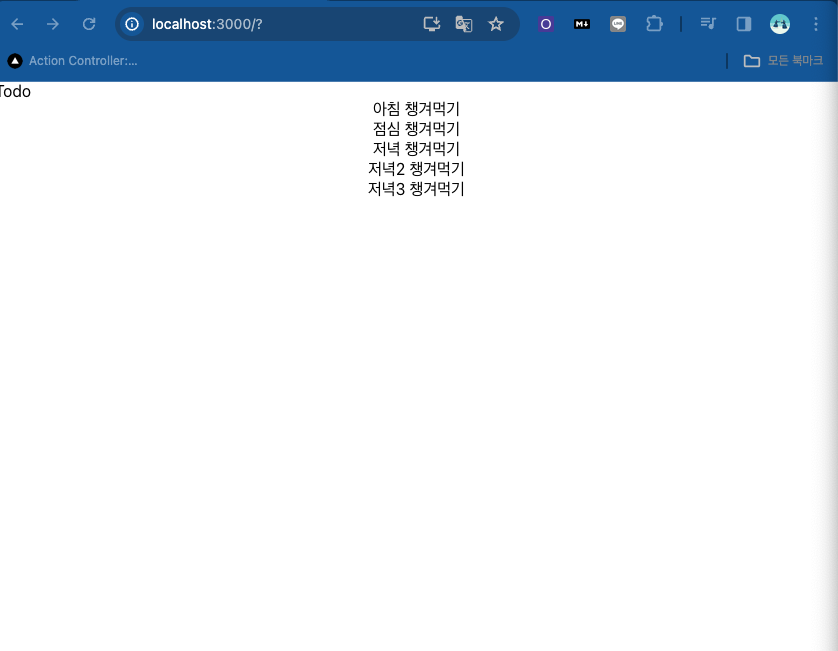 localhost:3000/?
Action Controller:...
모든 북마크
Todo
아침 챙겨먹기
점심 챙겨먹기
저녁 챙겨먹기
저녁2 챙겨먹기
저녁3 챙겨먹기